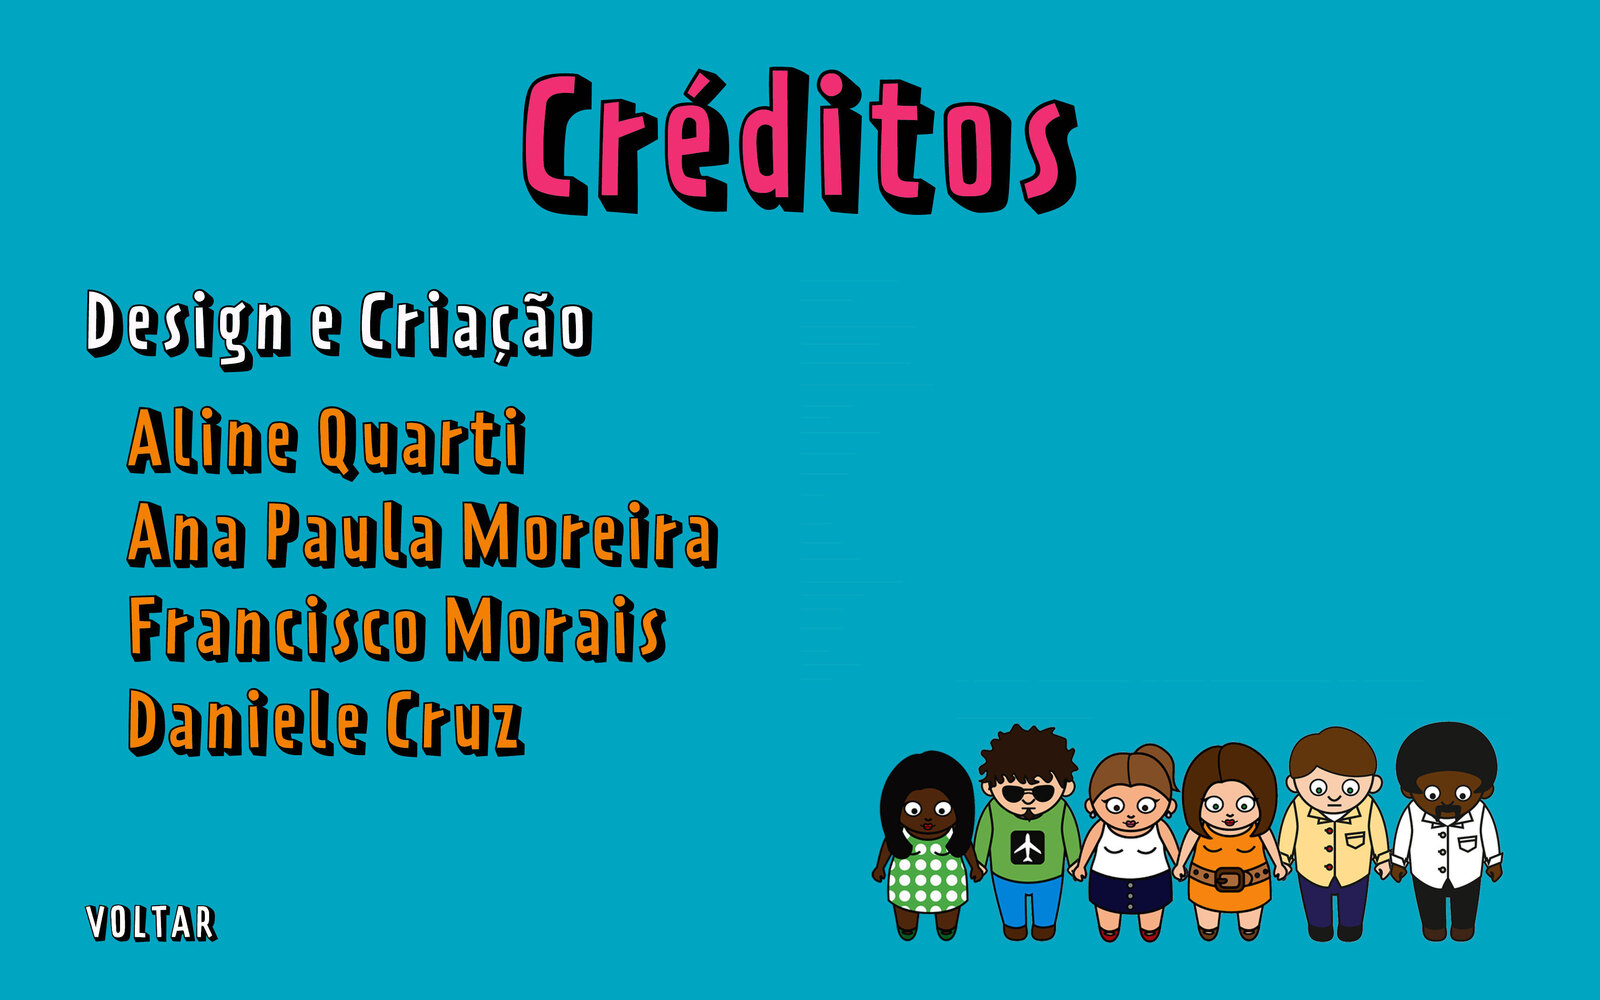 Créditos
Design e Criação
Aline Quarti
Ana Paula Moreira
Francisco Morais
Daniele Cruz
VOLTAR